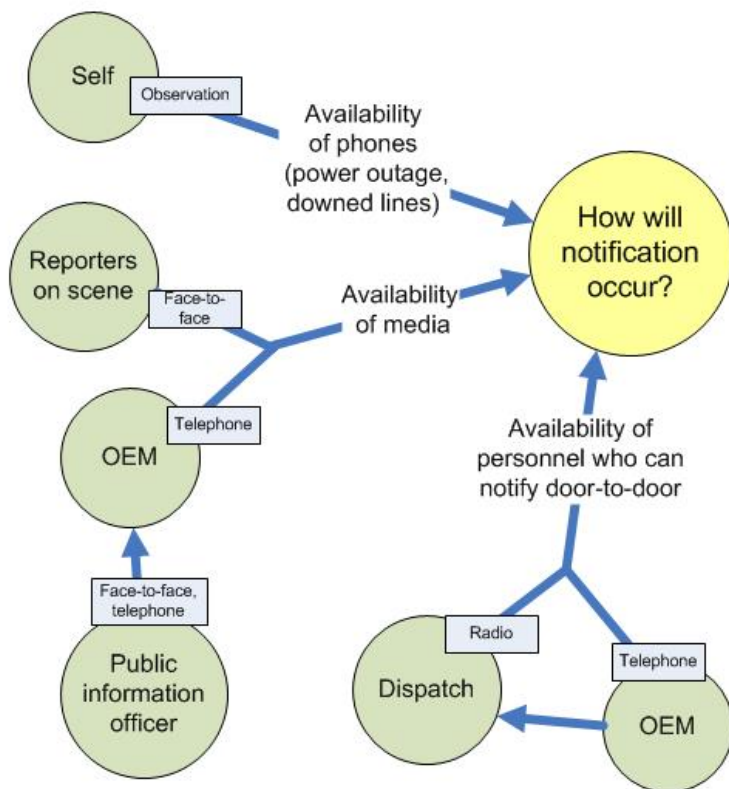 Self
Observation
Availability
of phones
(power outage,
downed lines)
How will
notification
occur?
Reporters
on scene
Face-to-
face
Availability
of media
Telephone
OEM
Availability of
personnel who can
notify door-to-door
Face-to-face,
telephone
Public
information
officer
Radio
Dispatch
Telephone
OEM